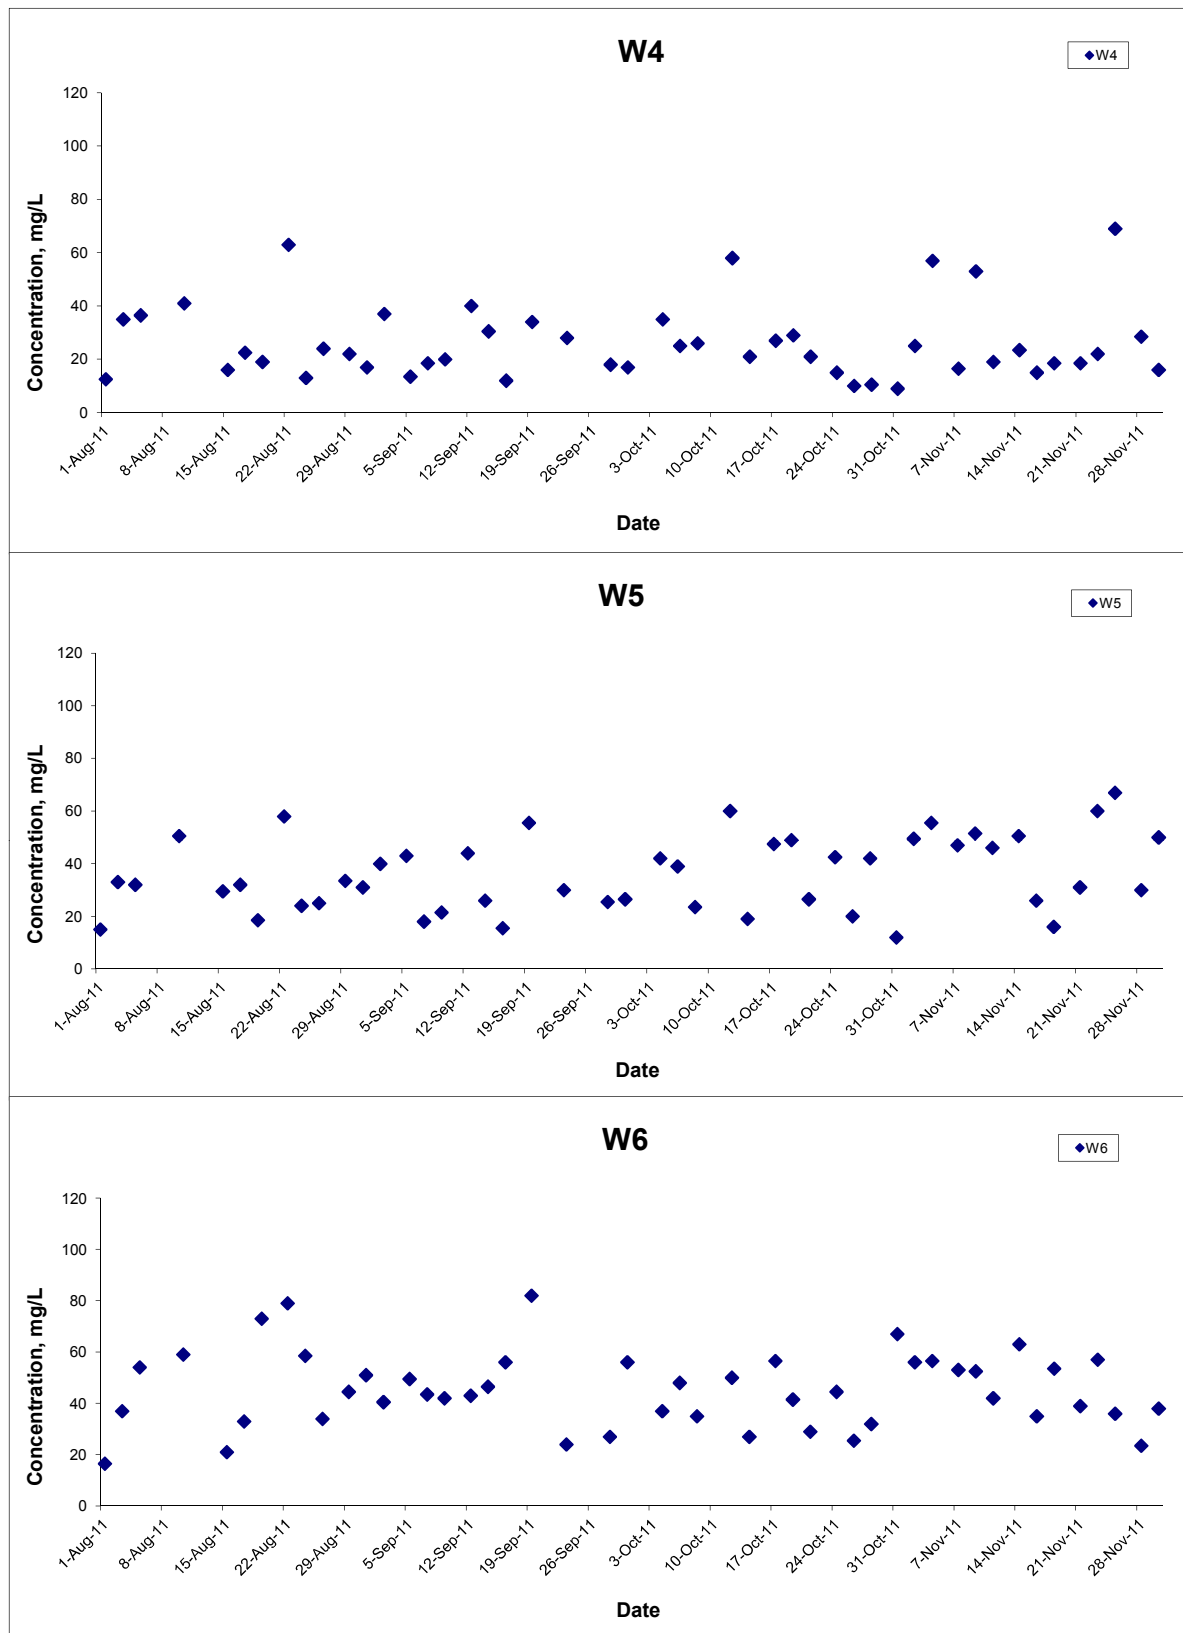 W4
W4
120
100
80
60
40
20
0
Concentration, mg/L
1-Aug-11
8-Aug-11
15-Aug-11
22-Aug-11
29-Aug-11
5-Sep-11
12-Sep-11
19-Sep-11
26-Sep-11
3-Oct-11
10-Oct-11
17-Oct-11
24-Oct-11
31-Oct-11
7-Nov-11
14-Nov-11
21-Nov-11
28-Nov-11
Date
W5
W5
120
100
80
60
40
20
0
Concentration, mg/L
1-Aug-11
8-Aug-11
15-Aug-11
22-Aug-11
29-Aug-11
5-Sep-11
12-Sep-11
19-Sep-11
26-Sep-11
3-Oct-11
10-Oct-11
17-Oct-11
24-Oct-11
31-Oct-11
7-Nov-11
14-Nov-11
21-Nov-11
28-Nov-11
Date
W6
W6
120
100
80
60
40
20
0
Concentration, mg/L
1-Aug-11
8-Aug-11
15-Aug-11
22-Aug-11
29-Aug-11
5-Sep-11
12-Sep-11
19-Sep-11
26-Sep-11
3-Oct-11
10-Oct-11
17-Oct-11
24-Oct-11
31-Oct-11
7-Nov-11
14-Nov-11
21-Nov-11
28-Nov-11
Date